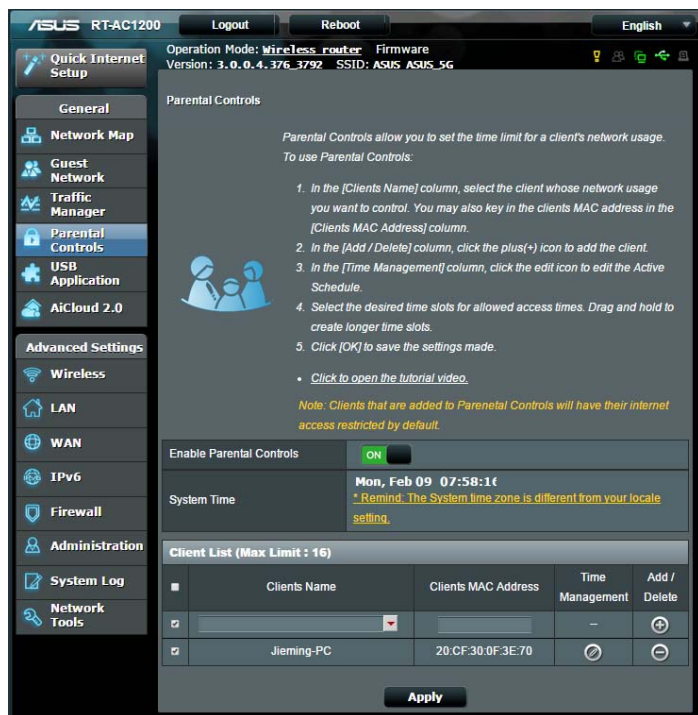 ASUS RT-AC1200 Logout Reboot English
Quick Internet Setup
Operation Mode: Wireless router Firmware
Version: 3.0.0.4.376_3792 SSID: ASUS ASUS_5G
General
Network Map
Guest Network
Traffic Manager
Parental Controls
USB Application
AiCloud 2.0
Advanced Settings
Wireless
LAN
WAN
IPv6
Firewall
Administration
System Log
Network Tools
Parental Controls
Parental Controls allow you to set the time limit for a client's network usage.
To use Parental Controls:
1. In the [Clients Name] column, select the client whose network usage
you want to control. You may also key in the clients MAC address in the
[Clients MAC Address] column.
2. In the [Add / Delete] column, click the plus(+) icon to add the client.
3. In the [Time Management] column, click the edit icon to edit the Active
Schedule.
4. Select the desired time slots for allowed access times. Drag and hold to
create longer time slots.
5. Click [OK] to save the settings made.
• Click to open the tutorial video.
Note: Clients that are added to Parenetal Controls will have their internet
access restricted by default.
Enable Parental Controls ON
System Time
Mon, Feb 09 07:58:16
* Remind: The System time zone is different from your locale
setting.
Client List (Max Limit : 16)
Clients Name Clients MAC Address Time Management Add / Delete
–
Jieming-PC 20:CF:30:0F:3E:70
Apply